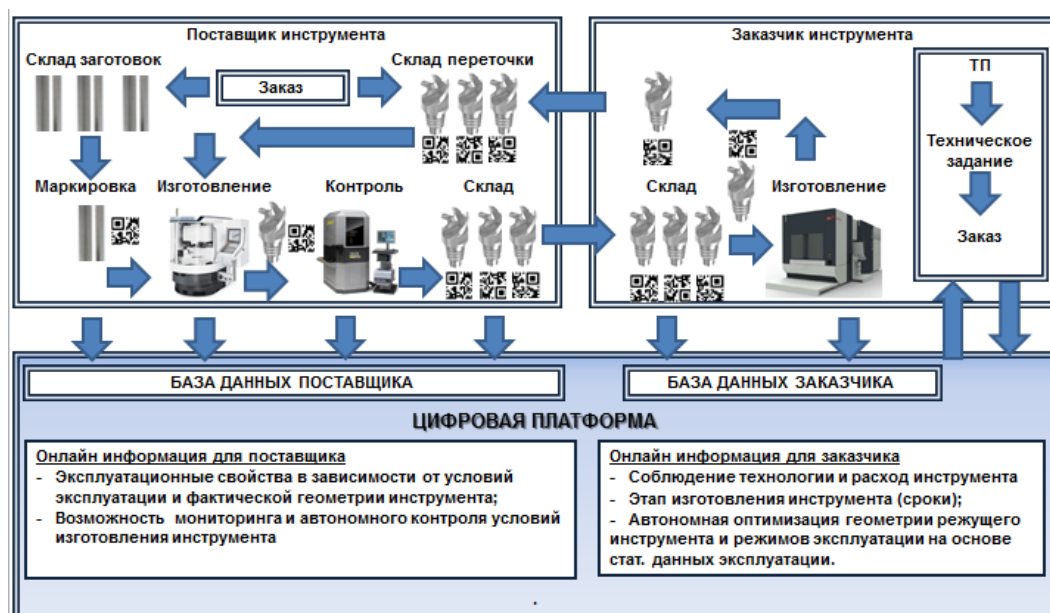 Поставщик инструмента
Склад заготовок
Заказ
Склад переточки
Маркировка
Изготовление
Контроль
Склад
Заказчик инструмента
Склад
Изготовление
ТП
Техническое
задание
Заказ
БАЗА ДАННЫХ ПОСТАВЩИКА
БАЗА ДАННЫХ ЗАКАЗЧИКА
ЦИФРОВАЯ ПЛАТФОРМА
Онлайн информация для поставщика
- Эксплуатационные свойства в зависимости от условий
эксплуатации и фактической геометрии инструмента;
- Возможность мониторинга и автономного контроля условий
изготовления инструмента
Онлайн информация для заказчика
- Соблюдение технологии и расход инструмента
- Этап изготовления инструмента (сроки);
- Автономная оптимизация геометрии режущего
инструмента и режимов эксплуатации на основе
стат. данных эксплуатации.
.